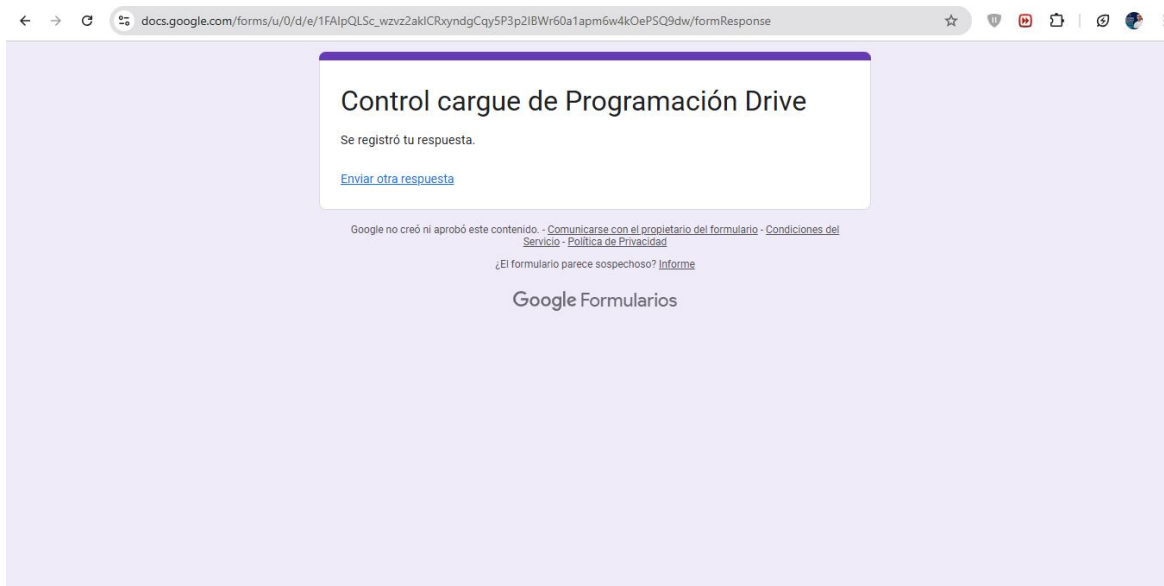 docs.google.com/forms/u/0/d/e/1FAIpQLSc_wzvz2aklCRxyndgCqy5P3p2IBWr60a1apm6w4kOePSQ9dw/formResponse
Control cargue de Programación Drive
Se registró tu respuesta.
Enviar otra respuesta
Google no creó ni aprobó este contenido. - Comunicarse con el propietario del formulario - Condiciones del
Servicio - Política de Privacidad
¿El formulario parece sospechoso? Informe
Google Formularios